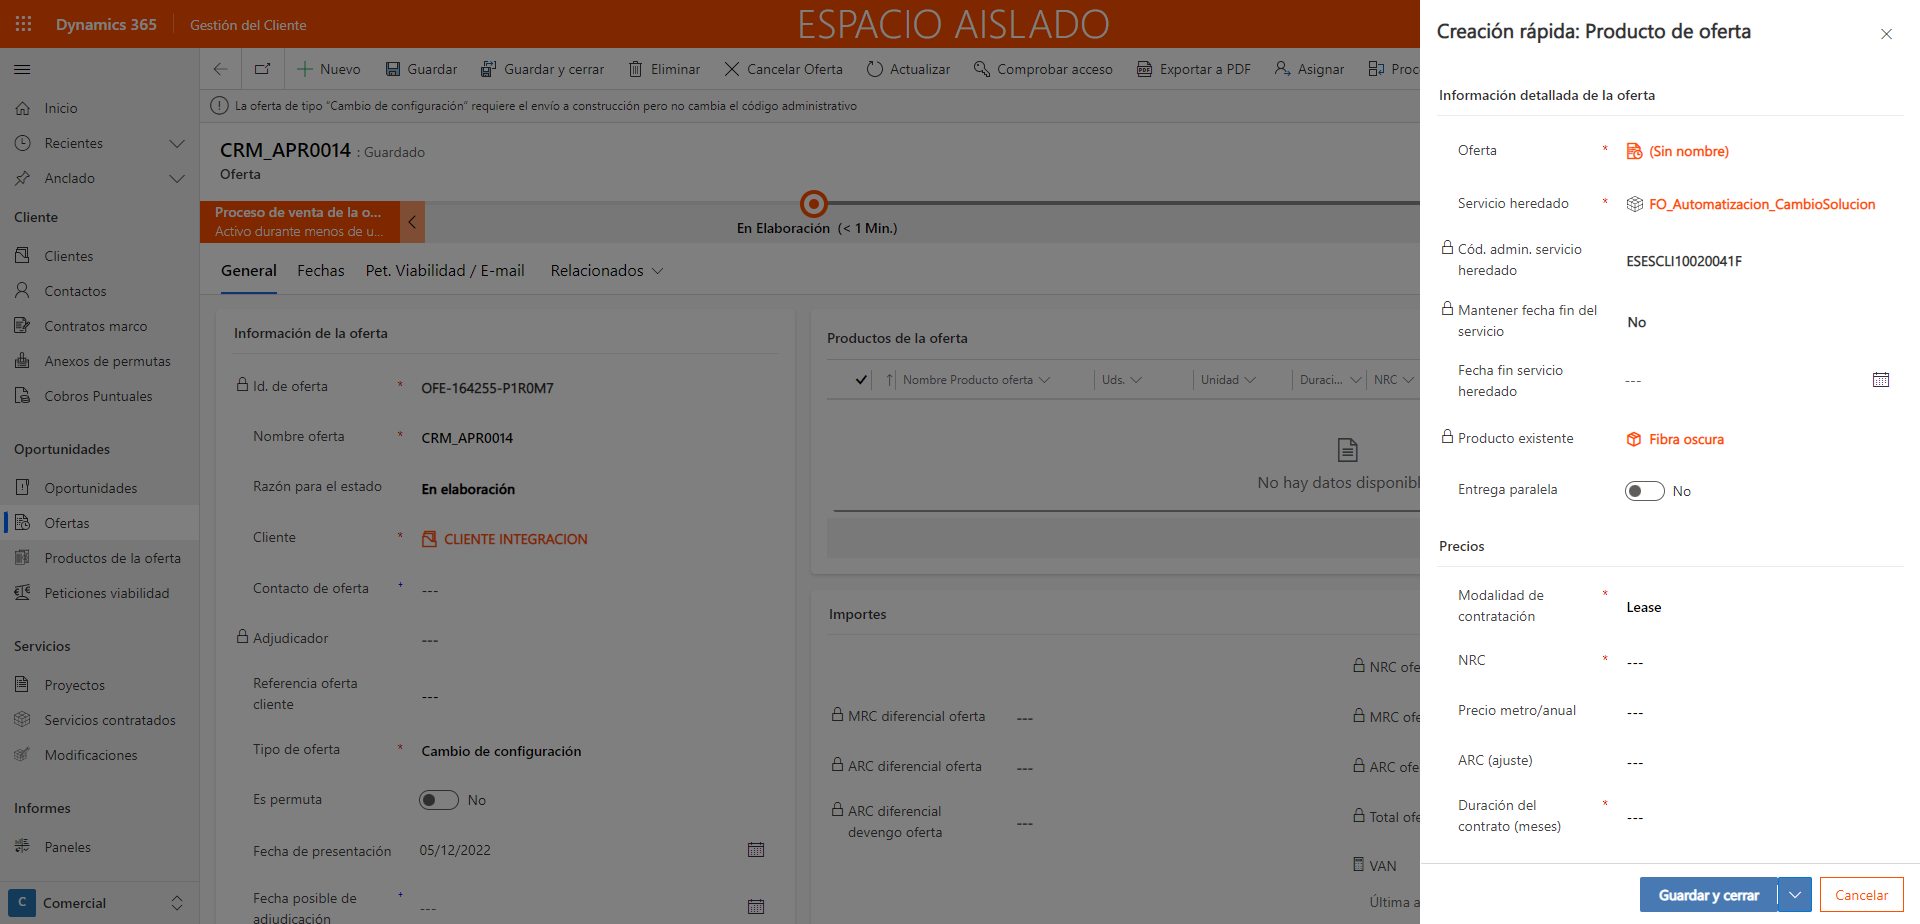 Dynamics 365
Gestión del Cliente
ESPACIO AISLADO
Nuevo
Guardar
Guardar y cerrar
Eliminar
Cancelar Oferta
Actualizar
Comprobar acceso
Exportar a PDF
Asignar
Proc
La oferta de tipo "Cambio de configuración" requiere el envío a construcción pero no cambia el código administrativo
Inicio
Recientes
Anclado
Cliente
Clientes
Contactos
Contratos marco
Anexos de permutas
Cobros Puntuales
Oportunidades
Oportunidades
Ofertas
Productos de la oferta
Peticiones viabilidad
Servicios
Proyectos
Servicios contratados
Modificaciones
Informes
Paneles
C
Comercial
CRM_APR0014 : Guardado
Oferta
Proceso de venta de la o...
Activo durante menos de u...
En Elaboración (< 1 Min.)
General
Fechas
Pet. Viabilidad / E-mail
Relacionados
Información de la oferta
Id. de oferta * OFE-164255-P1R0M7
Nombre oferta * CRM_APR0014
Razón para el estado En elaboración
Cliente * CLIENTE INTEGRACION
Contacto de oferta + ---
Adjudicador ---
Referencia oferta
cliente
---
Tipo de oferta * Cambio de configuración
Es permuta No
Fecha de presentación 05/12/2022
Fecha posible de
adjudicación
+ ---
Productos de la oferta
Nombre Producto oferta
Uds.
Unidad
Duraci...
NRC
No hay datos disponibl
Importes
NRC ofe
MRC diferencial oferta ---
MRC ofe
ARC diferencial oferta ---
ARC ofe
ARC diferencial
devengo oferta
---
Total ofe
VAN
Última a
Creación rápida: Producto de oferta
Información detallada de la oferta
Oferta * (Sin nombre)
Servicio heredado * FO_Automatizacion_CambioSolucion
Cód. admin. servicio
heredado
ESESCLI10020041F
Mantener fecha fin del
servicio
No
Fecha fin servicio
heredado
---
Producto existente Fibra oscura
Entrega paralela No
Precios
Modalidad de
contratación
* Lease
NRC * ---
Precio metro/anual ---
ARC (ajuste) ---
Duración del
contrato (meses)
* ---
Guardar y cerrar
Cancelar